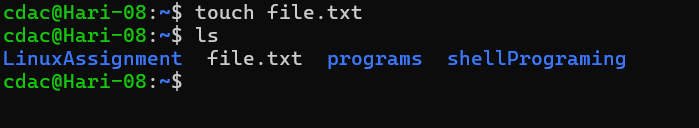 cdac@Hari-08:~$ touch file.txt
cdac@Hari-08:~$ ls
LinuxAssignment  file.txt  programs  shellPrograming
cdac@Hari-08:~$